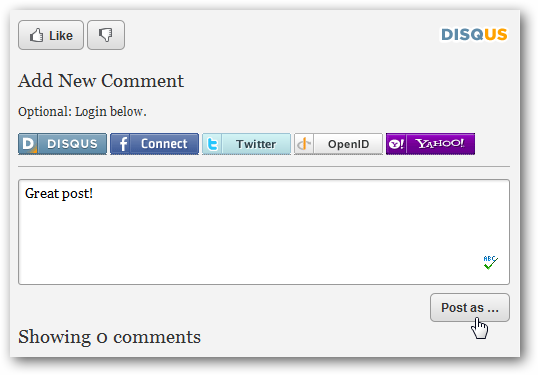 Like DISQUS
Add New Comment
Optional: Login below.
D DISQUS f Connect t Twitter OpenID Y! YAHOO!
Great post!
ABC
Post as ...
Showing 0 comments